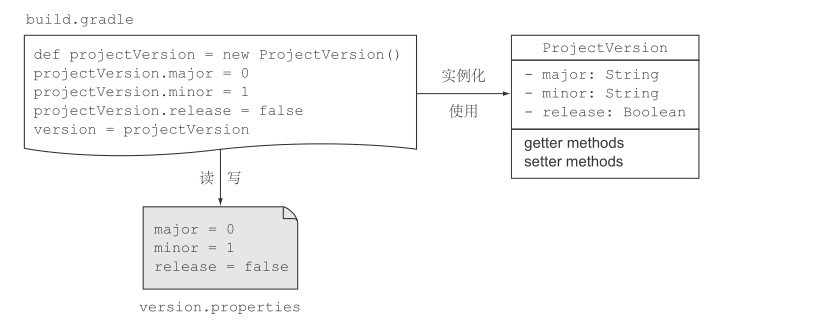 build.gradle
def projectVersion = new ProjectVersion()
projectVersion.major = 0
projectVersion.minor = 1
projectVersion.release = false
version = projectVersion
实例化
使用
ProjectVersion
- major: String
- minor: String
- release: Boolean
getter methods
setter methods
读 写
major = 0
minor = 1
release = false
version.properties